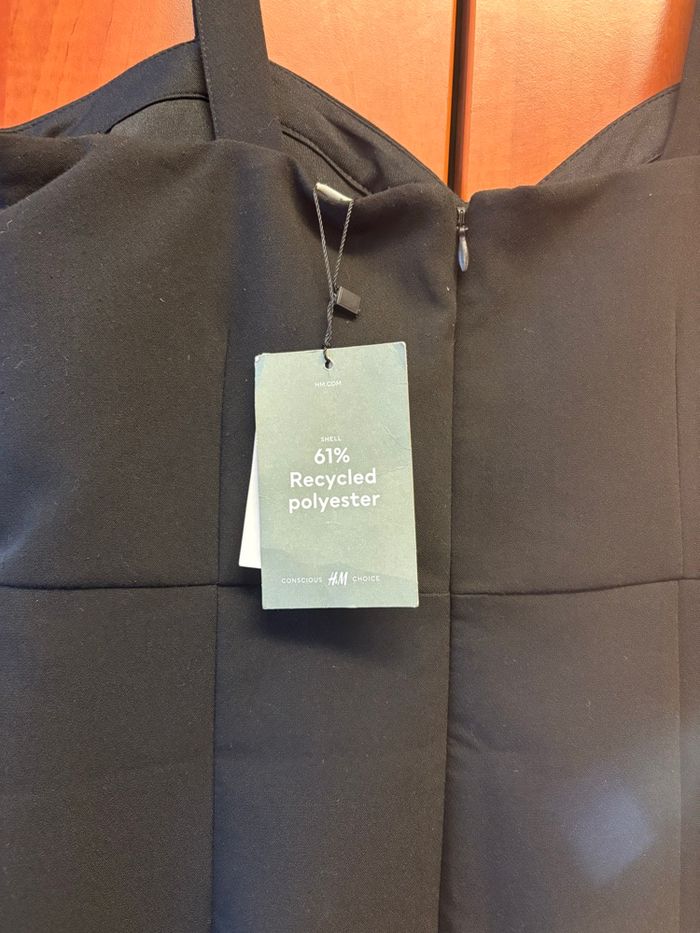 HM.COM
SHELL
61%
Recycled
polyester
CONSCIOUS H&M CHOICE